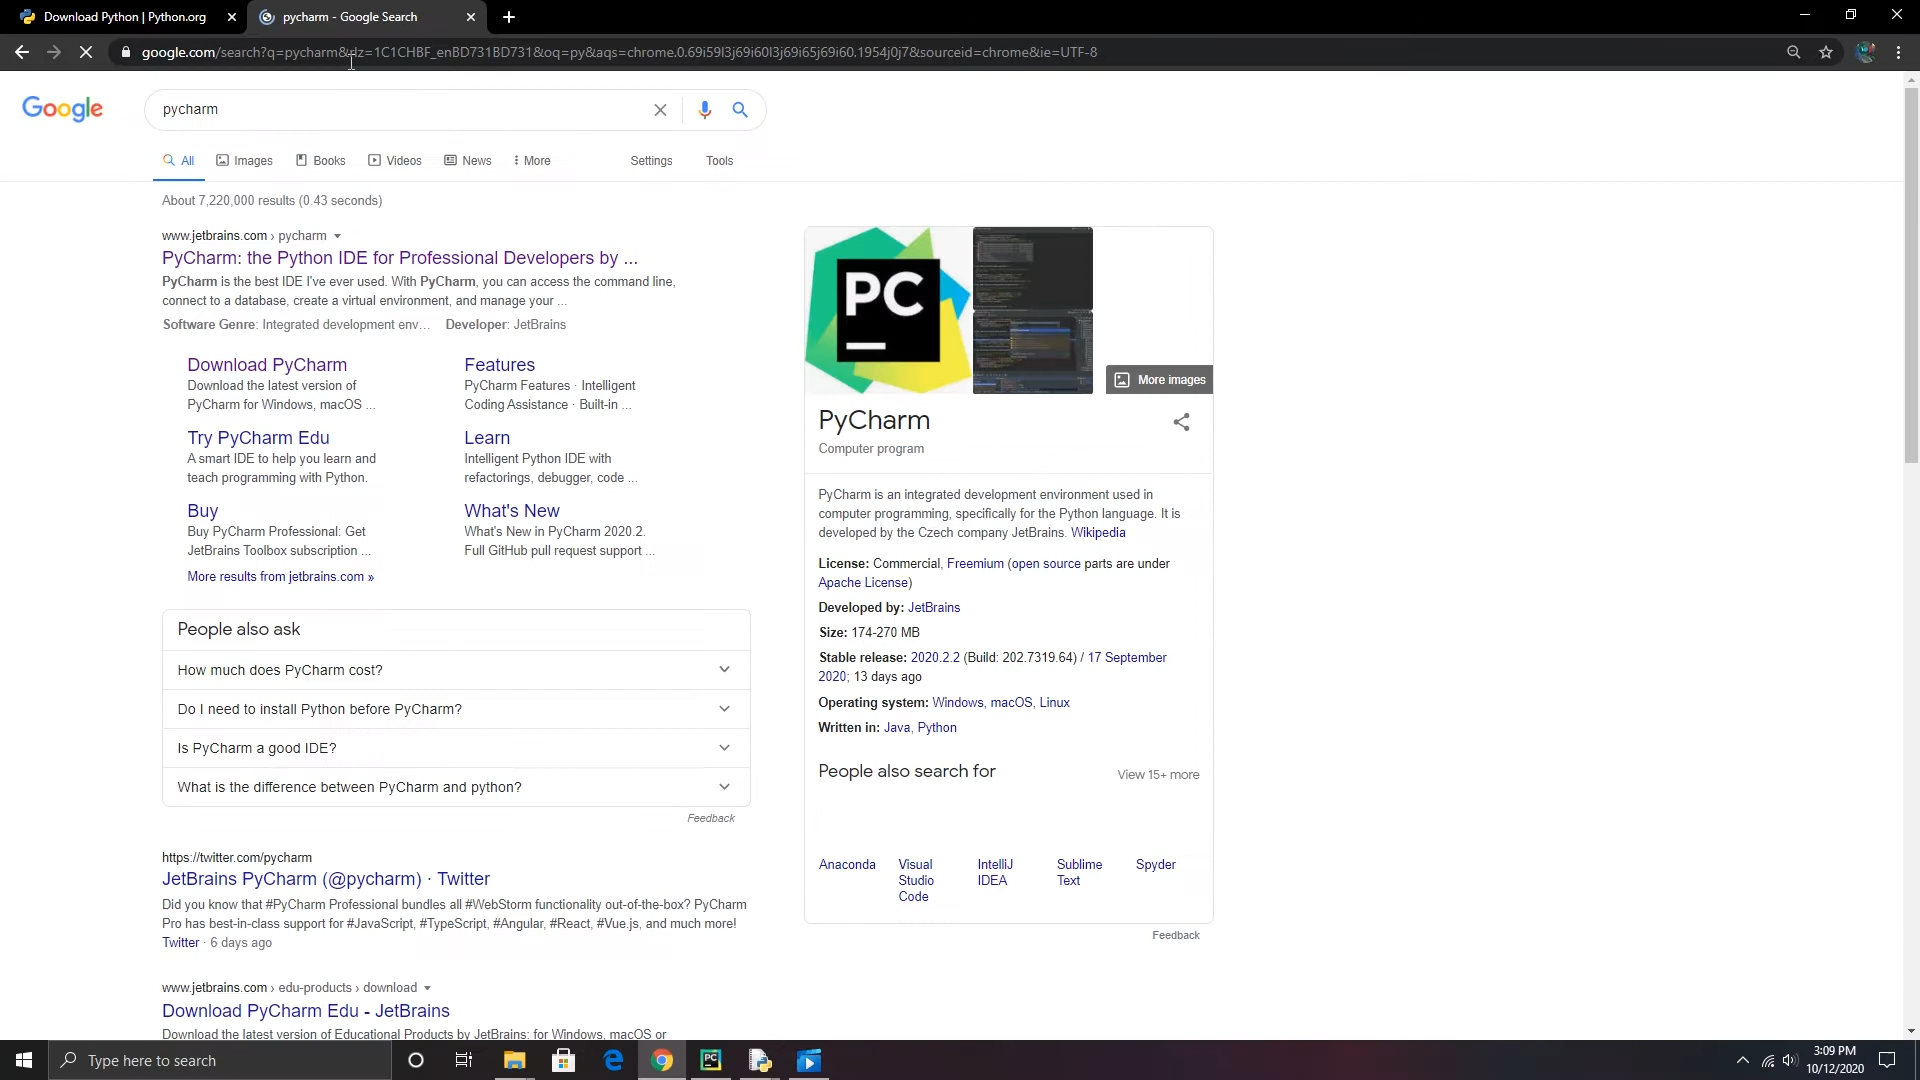 Download Python | Python.org
pycharm - Google Search
google.com/search?q=pycharm&rlz=1C1CHBF_enBD731BD731&oq=py&aqs=chrome.0.69i59l3j69i60l3j69i65j69i60.1954j0j7&sourceid=chrome&ie=UTF-8
Google
pycharm
All Images Books Videos News More Settings Tools
About 7,220,000 results (0.43 seconds)
www.jetbrains.com › pycharm
PyCharm: the Python IDE for Professional Developers by ...
PyCharm is the best IDE I've ever used. With PyCharm, you can access the command line,
connect to a database, create a virtual environment, and manage your ...
Software Genre: Integrated development env... Developer: JetBrains
Download PyCharm
Download the latest version of
PyCharm for Windows, macOS ...
Features
PyCharm Features · Intelligent
Coding Assistance · Built-in ...
Try PyCharm Edu
A smart IDE to help you learn and
teach programming with Python.
Learn
Intelligent Python IDE with
refactorings, debugger, code ...
Buy
Buy PyCharm Professional: Get
JetBrains Toolbox subscription ...
What's New
What's New in PyCharm 2020.2.
Full GitHub pull request support ...
More results from jetbrains.com »
People also ask
How much does PyCharm cost?
Do I need to install Python before PyCharm?
Is PyCharm a good IDE?
What is the difference between PyCharm and python?
Feedback
https://twitter.com/pycharm
JetBrains PyCharm (@pycharm) · Twitter
Did you know that #PyCharm Professional bundles all #WebStorm functionality out-of-the-box? PyCharm
Pro has best-in-class support for #JavaScript, #TypeScript, #Angular, #React, #Vue.js, and much more!
Twitter · 6 days ago
www.jetbrains.com › edu-products › download
Download PyCharm Edu - JetBrains
Download the latest version of Educational Products by JetBrains: for Windows, macOS or
PC
More images
PyCharm
Computer program
PyCharm is an integrated development environment used in
computer programming, specifically for the Python language. It is
developed by the Czech company JetBrains. Wikipedia
License: Commercial, Freemium (open source parts are under
Apache License)
Developed by: JetBrains
Size: 174-270 MB
Stable release: 2020.2.2 (Build: 202.7319.64) / 17 September
2020; 13 days ago
Operating system: Windows, macOS, Linux
Written in: Java, Python
People also search for
View 15+ more
Anaconda
Visual
Studio
Code
IntelliJ
IDEA
Sublime
Text
Spyder
Feedback
Type here to search
PC
3:09 PM
10/12/2020